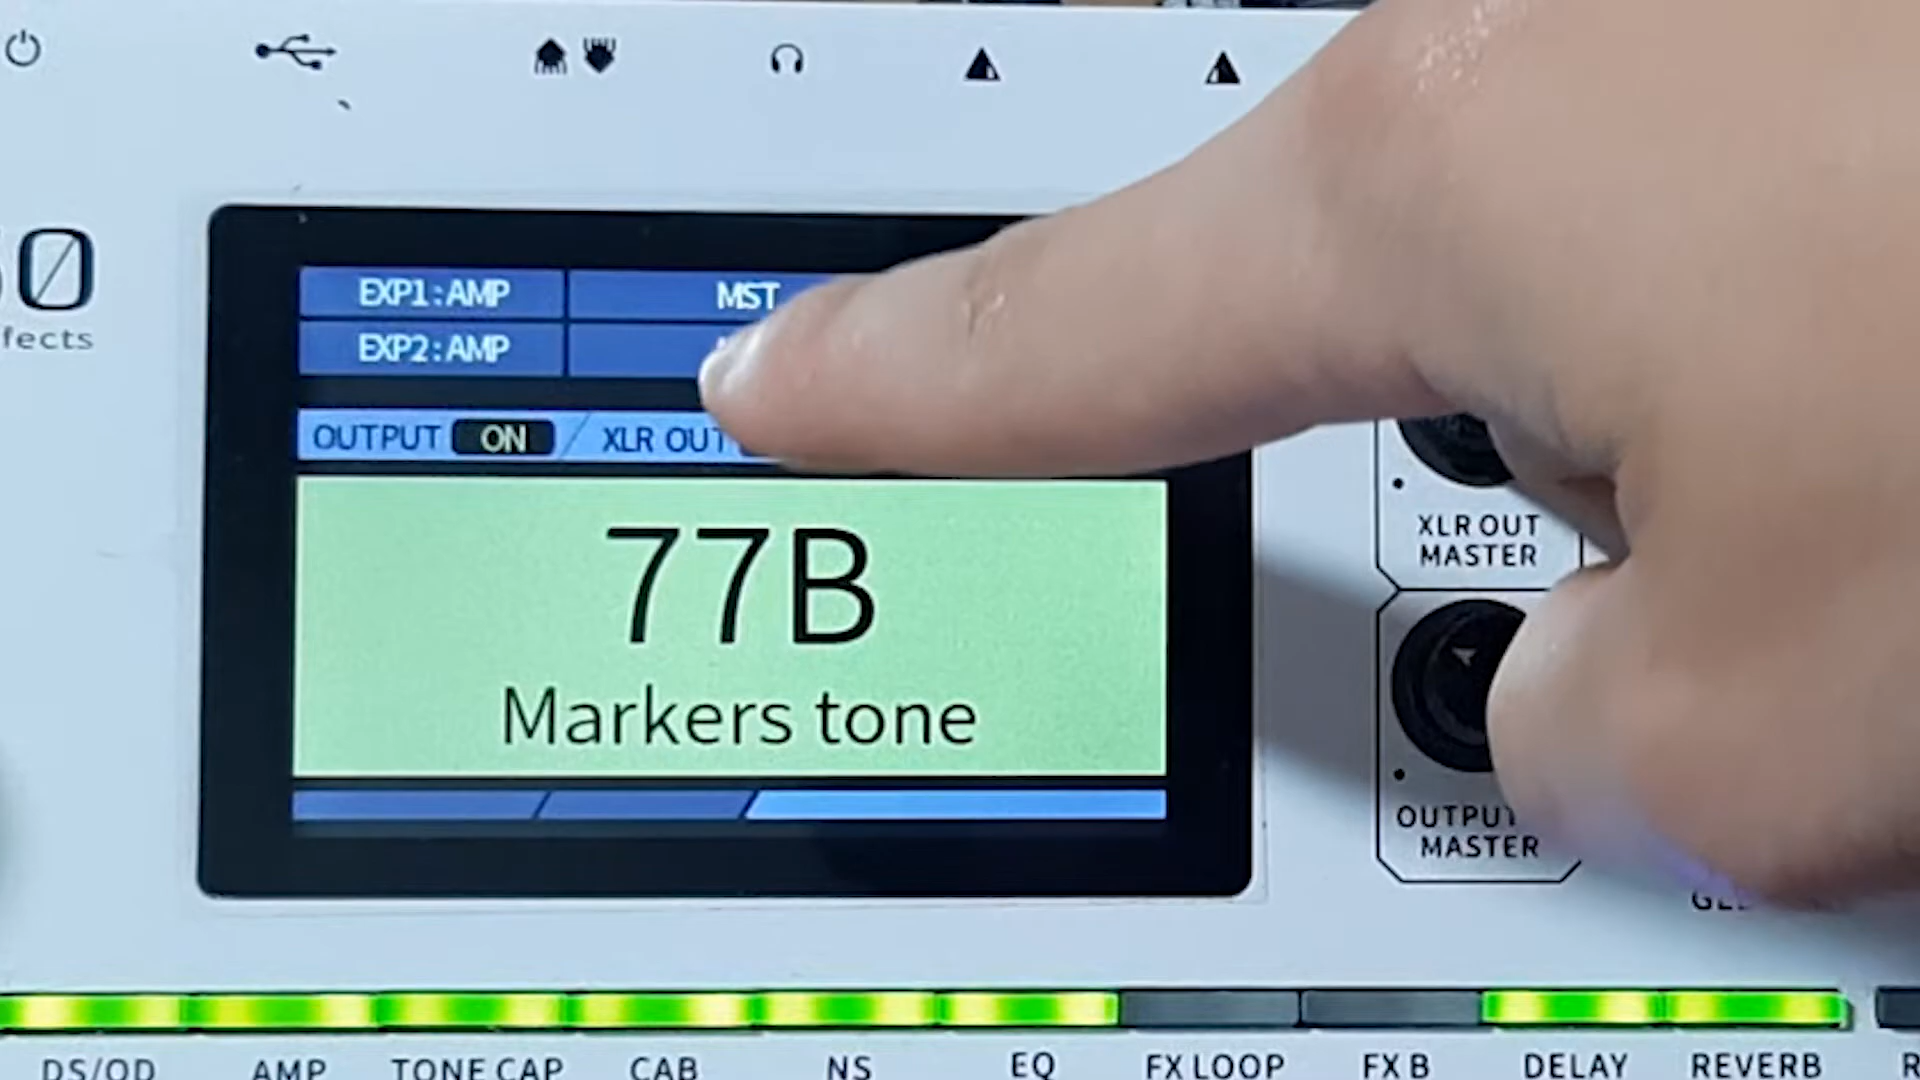 0
fects
EXP1:AMP MST
EXP2:AMP
OUTPUT ON XLR OUT
77B
Markers tone
XLR OUT
MASTER
OUTPUT
MASTER
DS/OD AMP TONE CAP CAB NS EQ FX LOOP FX B DELAY REVERB R